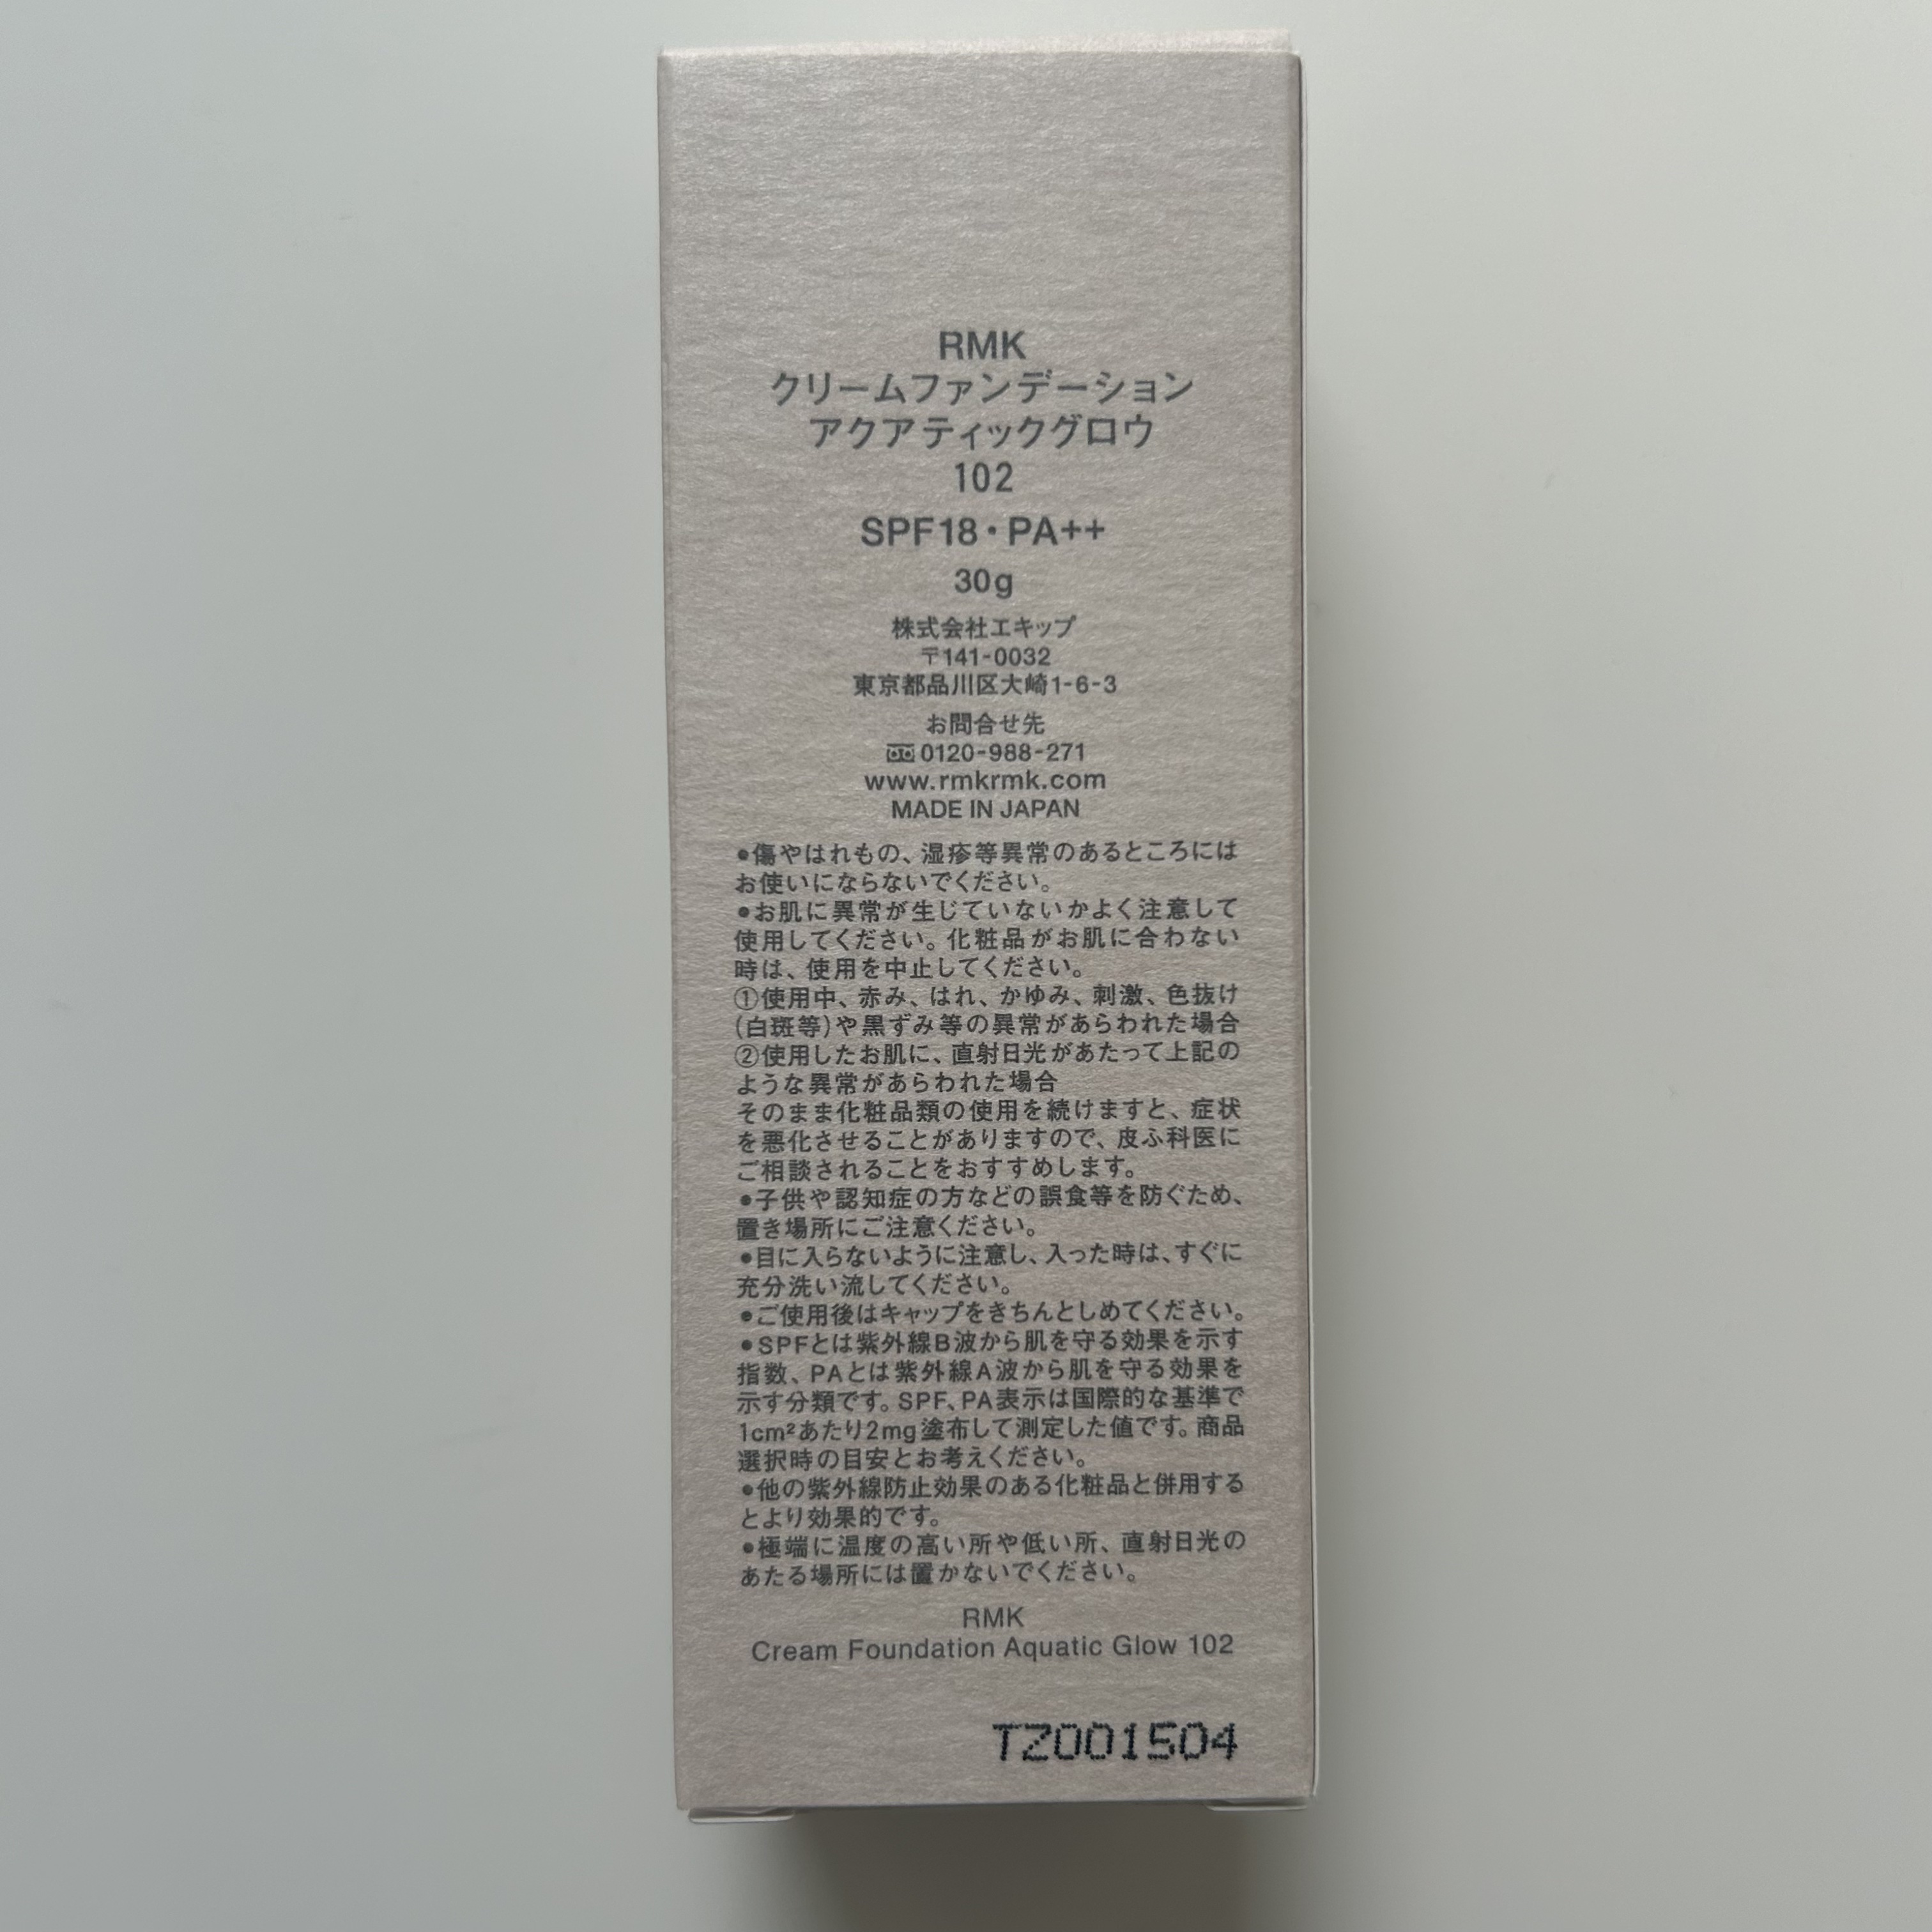 RMK
クリームファンデーション
アクアティックグロウ
102
SPF18・PA++
30g
株式会社エキップ
〒141-0032
東京都品川区大崎1-6-3
お問合せ先
0120-988-271
www.rmkrmk.com
MADE IN JAPAN
●傷やはれもの、湿疹等異常のあるところには
お使いにならないでください。
●お肌に異常が生じていないかよく注意して
使用してください。化粧品がお肌に合わない
時は、使用を中止してください。
①使用中、赤み、はれ、かゆみ、刺激、色抜け
(白斑等)や黒ずみ等の異常があらわれた場合
②使用したお肌に、直射日光があたって上記の
ような異常があらわれた場合
そのまま化粧品類の使用を続けますと、症状
を悪化させることがありますので、皮ふ科医に
ご相談されることをおすすめします。
●子供や認知症の方などの誤食等を防ぐため、
置き場所にご注意ください。
●目に入らないように注意し、入った時は、すぐに
充分洗い流してください。
●ご使用後はキャップをきちんとしめてください。
●SPFとは紫外線B波から肌を守る効果を示す
指数、PAとは紫外線A波から肌を守る効果を
示す分類です。SPF、PA表示は国際的な基準で
1cm²あたり2mg塗布して測定した値です。商品
選択時の目安とお考えください。
●他の紫外線防止効果のある化粧品と併用する
とより効果的です。
●極端に温度の高い所や低い所、直射日光の
あたる場所には置かないでください。
RMK
Cream Foundation Aquatic Glow 102
TZ001504